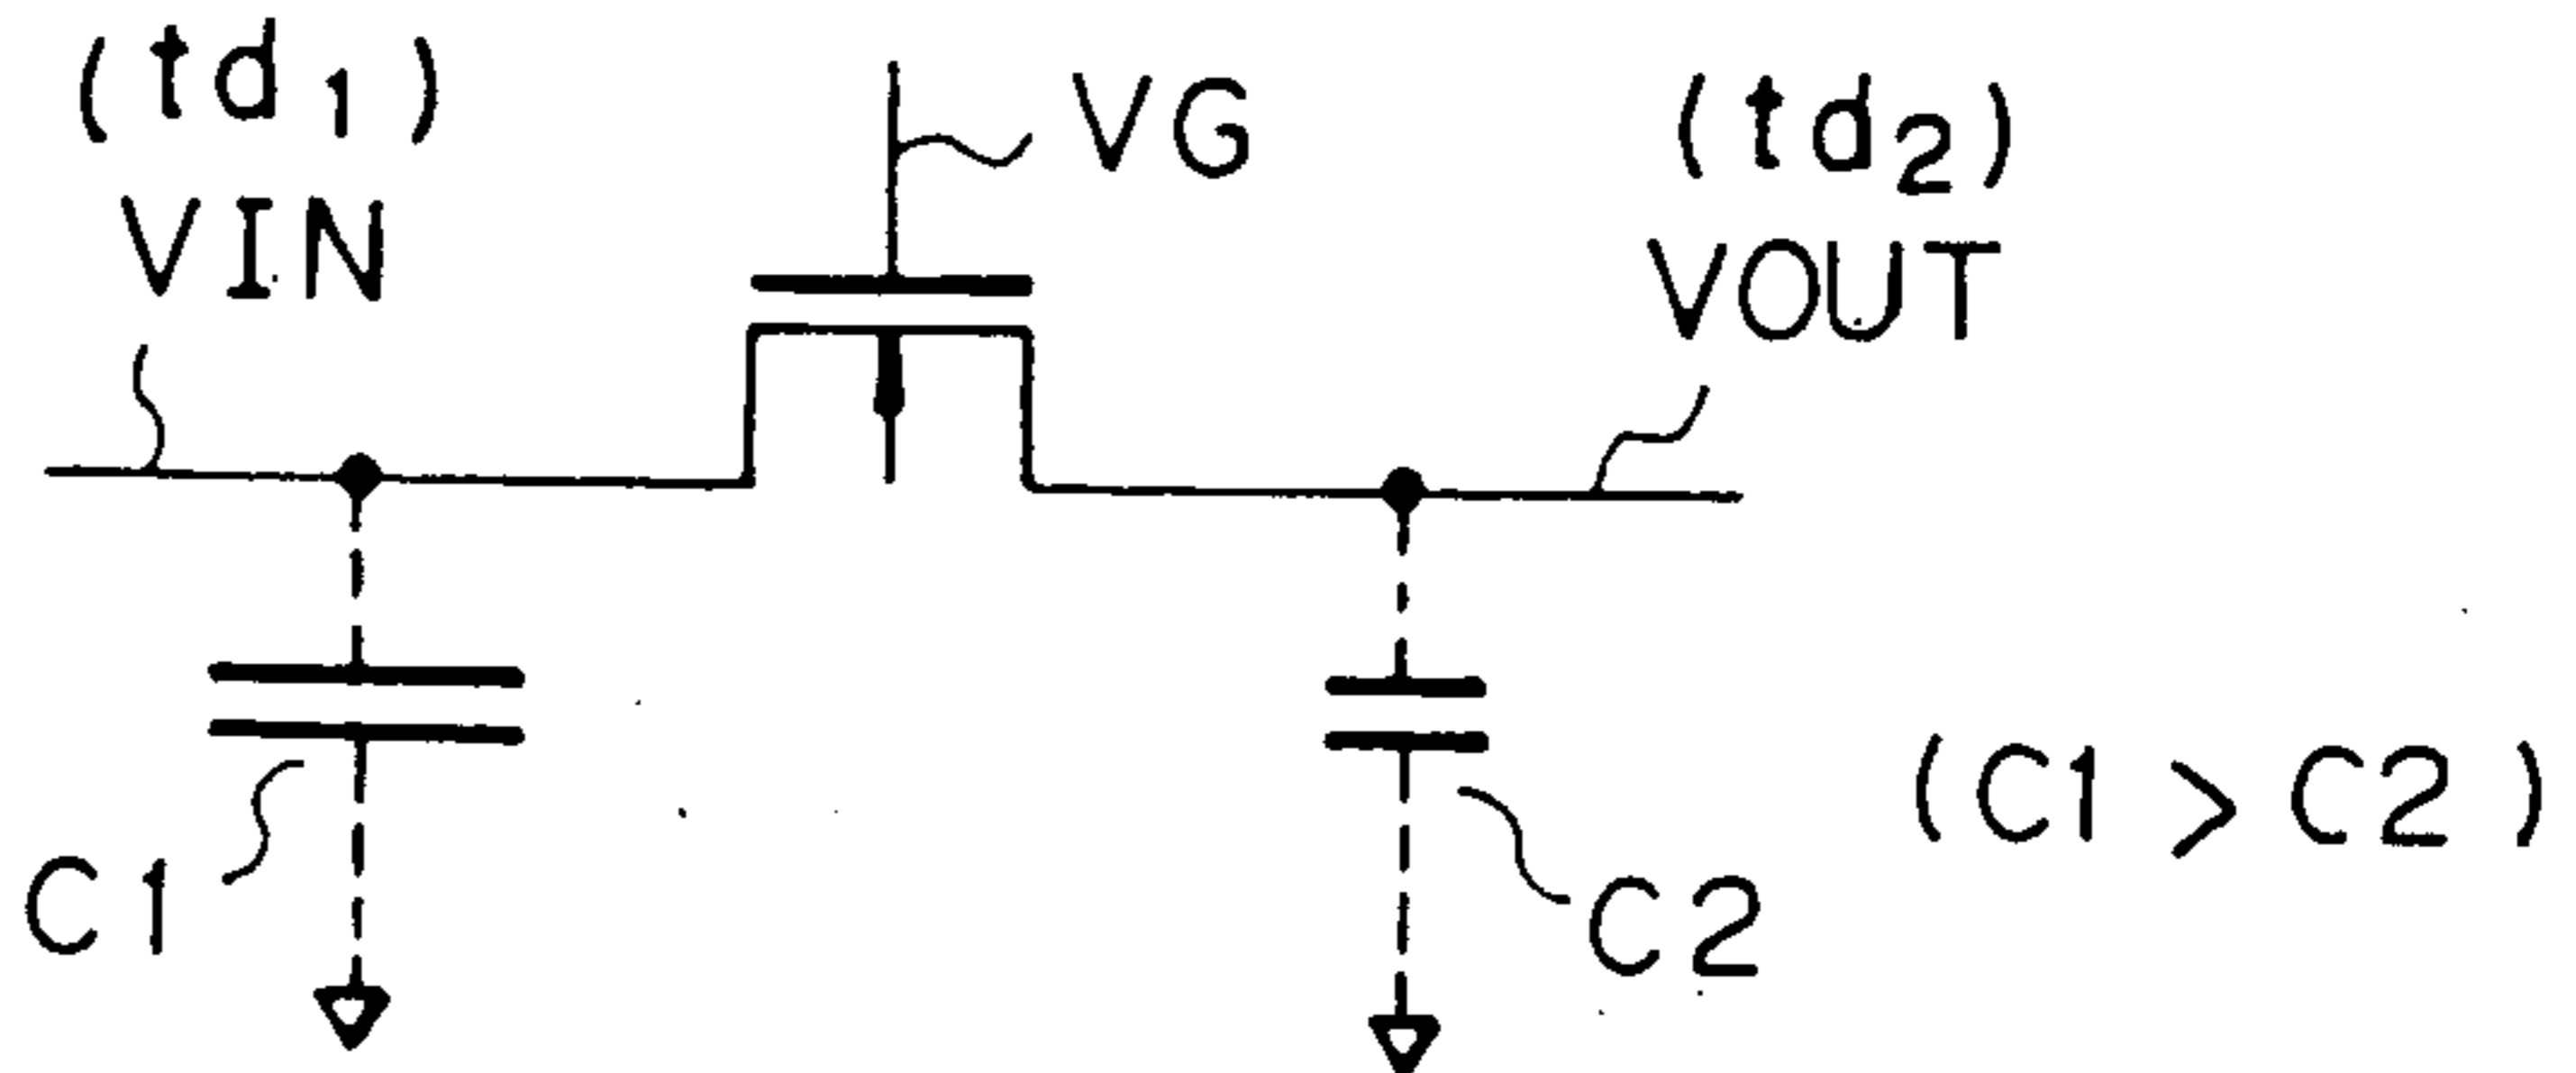 (td₁)
VIN
VG
(td₂)
VOUT
C1
C2
(C1 > C2)